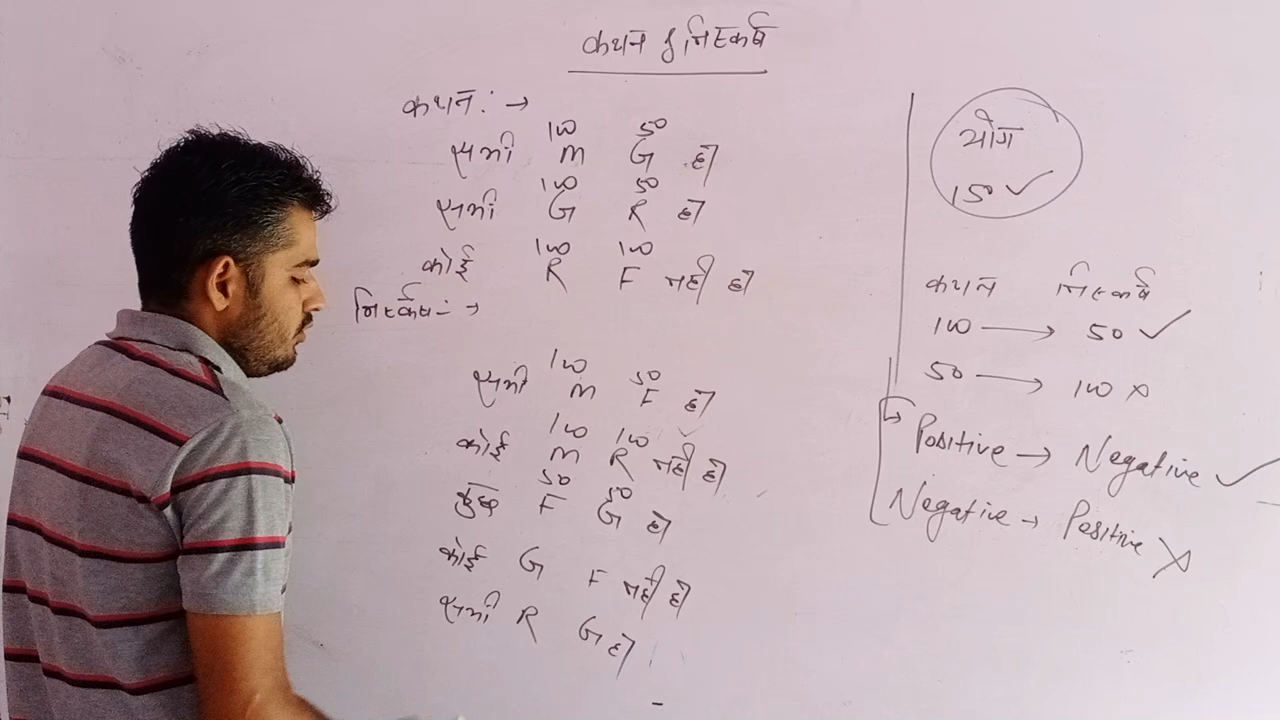 कथन & निष्कर्ष
कथन: →
100 50
सभी M G है।
100 50
सभी G R है।
100 100
कोई R F नही है।
निष्कर्ष: →
100 50
सभी M F है।
100 100
कोई M R नही है।
50 50
कुछ F G है।
कोई G F नही है।
सभी R G है।
योग
150 ✓
कथन निष्कर्ष
100 → 50 ✓
50 → 100 ×
Positive → Negative ✓
Negative → Positive ×